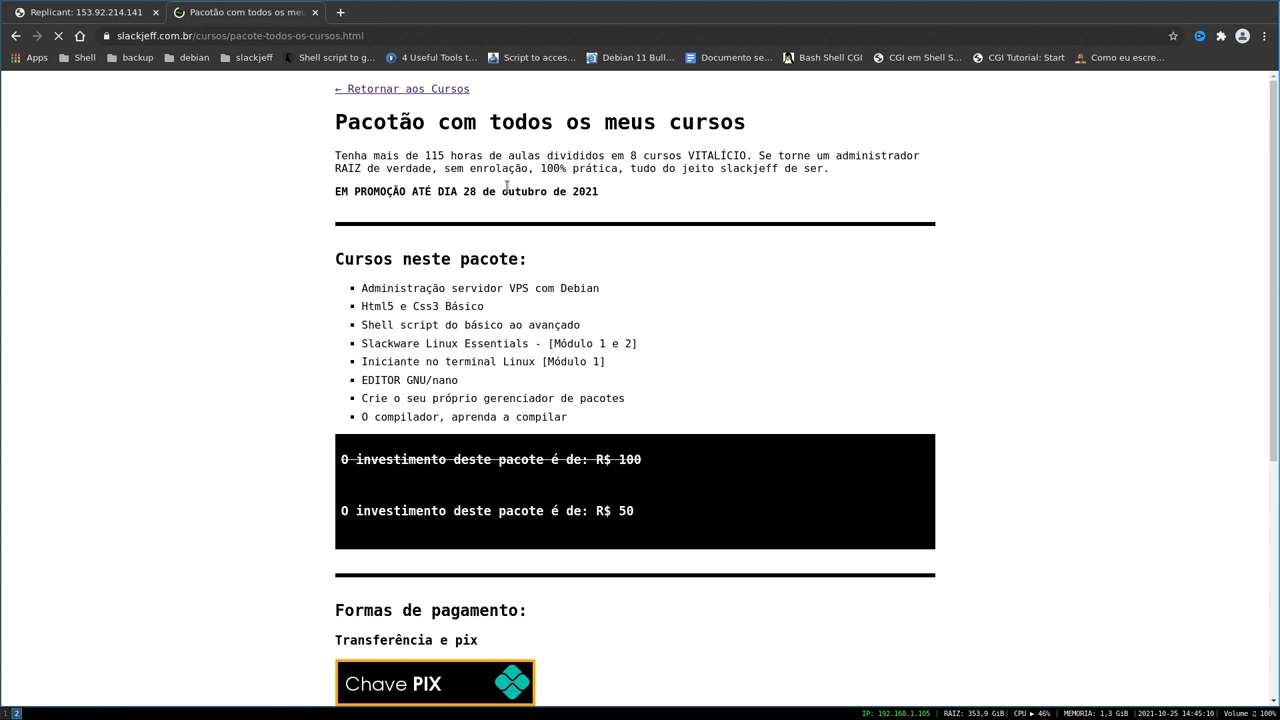 Replicant: 153.92.214.141
Pacotão com todos os meu
slackjeff.com.br/cursos/pacote-todos-os-cursos.html
Apps Shell backup debian slackjeff Shell script to g... 4 Useful Tools t... Script to acces... Debian 11 Bull... Documento se... Bash Shell CGI CGI em Shell S... CGI Tutorial: Start Como eu escre...
← Retornar aos Cursos
Pacotão com todos os meus cursos
Tenha mais de 115 horas de aulas divididos em 8 cursos VITALÍCIO. Se torne um administrador
RAIZ de verdade, sem enrolação, 100% prática, tudo do jeito slackjeff de ser.
EM PROMOÇÃO ATÉ DIA 28 de outubro de 2021
Cursos neste pacote:
Administração servidor VPS com Debian
Html5 e Css3 Básico
Shell script do básico ao avançado
Slackware Linux Essentials - [Módulo 1 e 2]
Iniciante no terminal Linux [Módulo 1]
EDITOR GNU/nano
Crie o seu próprio gerenciador de pacotes
O compilador, aprenda a compilar
O investimento deste pacote é de: R$ 100
O investimento deste pacote é de: R$ 50
Formas de pagamento:
Transferência e pix
Chave PIX
1 2 IP: 192.168.1.105 | RAIZ: 353,9 GiB | CPU ▶ 46% | MEMORIA: 1,3 GiB | 2021-10-25 14:45:10 | Volume ♫ 100%